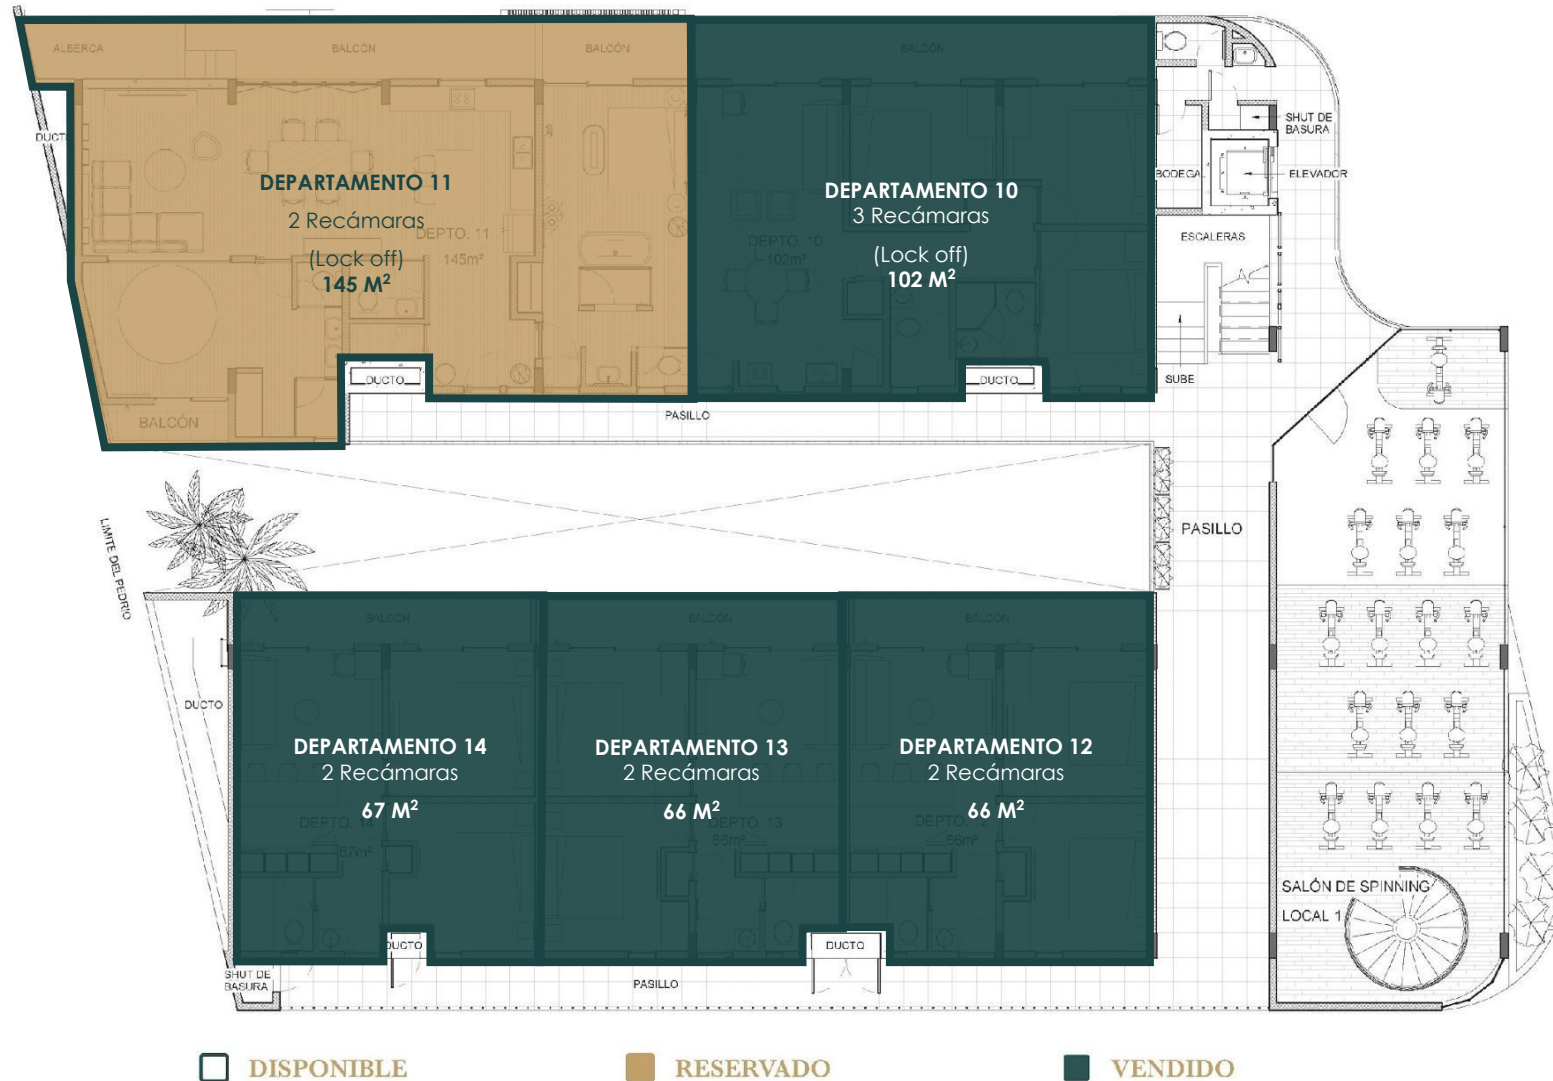 ALBERCA
BALCÓN
BALCÓN
BALCÓN
DUCTO
SHUT DE
BASURA
BODEGA
ELEVADOR
DEPARTAMENTO 11
2 Recámaras
(Lock off)
145 M²
DEPTO. 11
145m²
DEPARTAMENTO 10
3 Recámaras
(Lock off)
102 M²
DEPTO. 10
102m²
ESCALERAS
SUBE
DUCTO
DUCTO
BALCÓN
PASILLO
LIMITE DEL PEDRIO
PASILLO
BALCÓN
BALCÓN
BALCÓN
DUCTO
DEPARTAMENTO 14
2 Recámaras
67 M²
DEPTO. 14
67m²
DEPARTAMENTO 13
2 Recámaras
66 M²
DEPTO. 13
66m²
DEPARTAMENTO 12
2 Recámaras
66 M²
DEPTO. 12
66m²
SALÓN DE SPINNING
LOCAL 1
DUCTO
DUCTO
SHUT DE
BASURA
PASILLO
DISPONIBLE
RESERVADO
VENDIDO